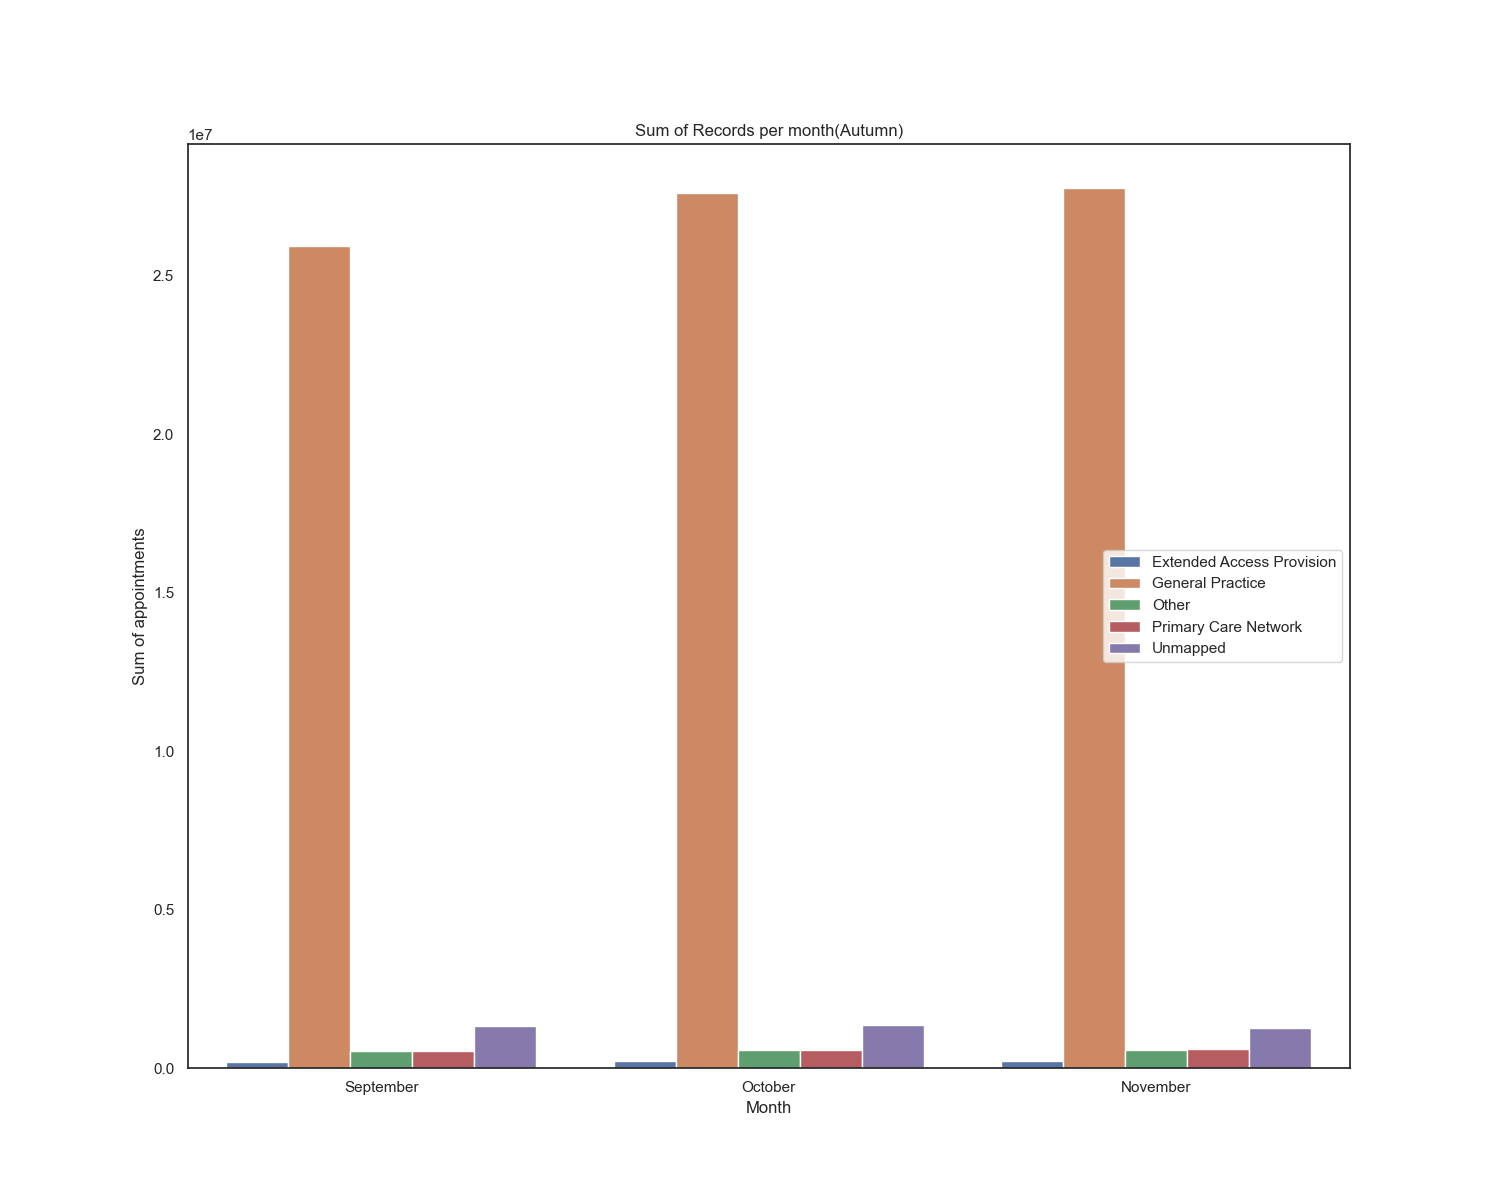 Sum of Records per month(Autumn)
1e7
2.5
2.0
1.5
1.0
0.5
0.0
Sum of appointments
Extended Access Provision
General Practice
Other
Primary Care Network
Unmapped
September
October
November
Month